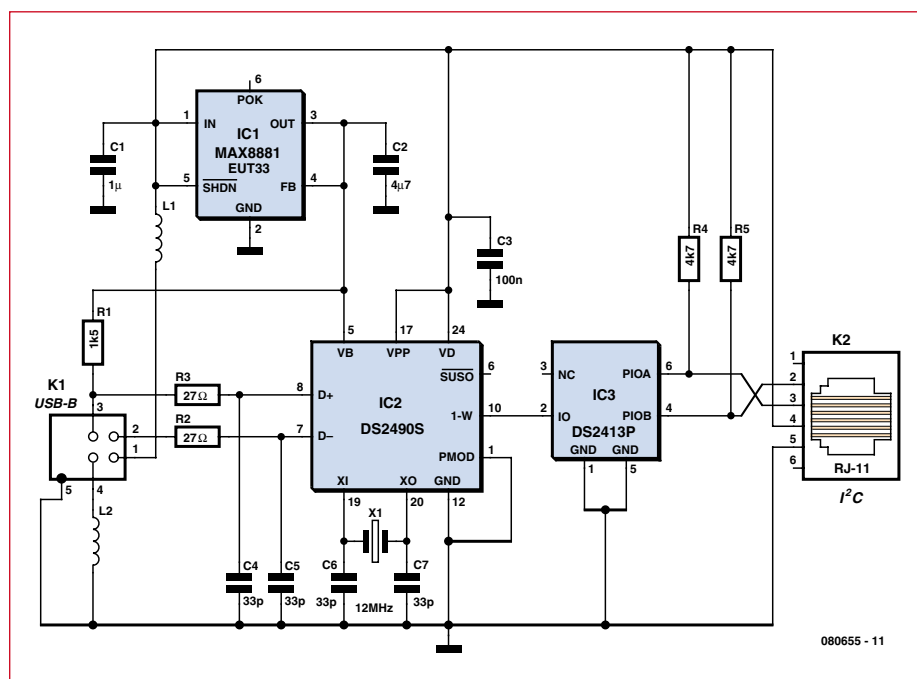 6
POK
1
IN
OUT
3
IC1
MAX8881
EUT33
5
SHDN
FB
4
GND
2
C1
1μ
C2
4μ7
L1
C3
100n
R4
4k7
R5
4k7
R1
1k5
K1
USB-B
3
2
1
4
5
R3
27Ω
R2
27Ω
L2
5
17
24
VB
VPP
VD
SUSO
6
8
D+
IC2
DS2490S
7
D–
1-W
10
PMOD
1
XI
XO
GND
19
20
12
X1
12MHz
C4
33p
C5
33p
C6
33p
C7
33p
3
NC
PIOA
6
2
IO
IC3
PIOB
4
DS2413P
GND
GND
1
5
K2
1
2
3
4
5
6
RJ-11
I²C
080655 - 11